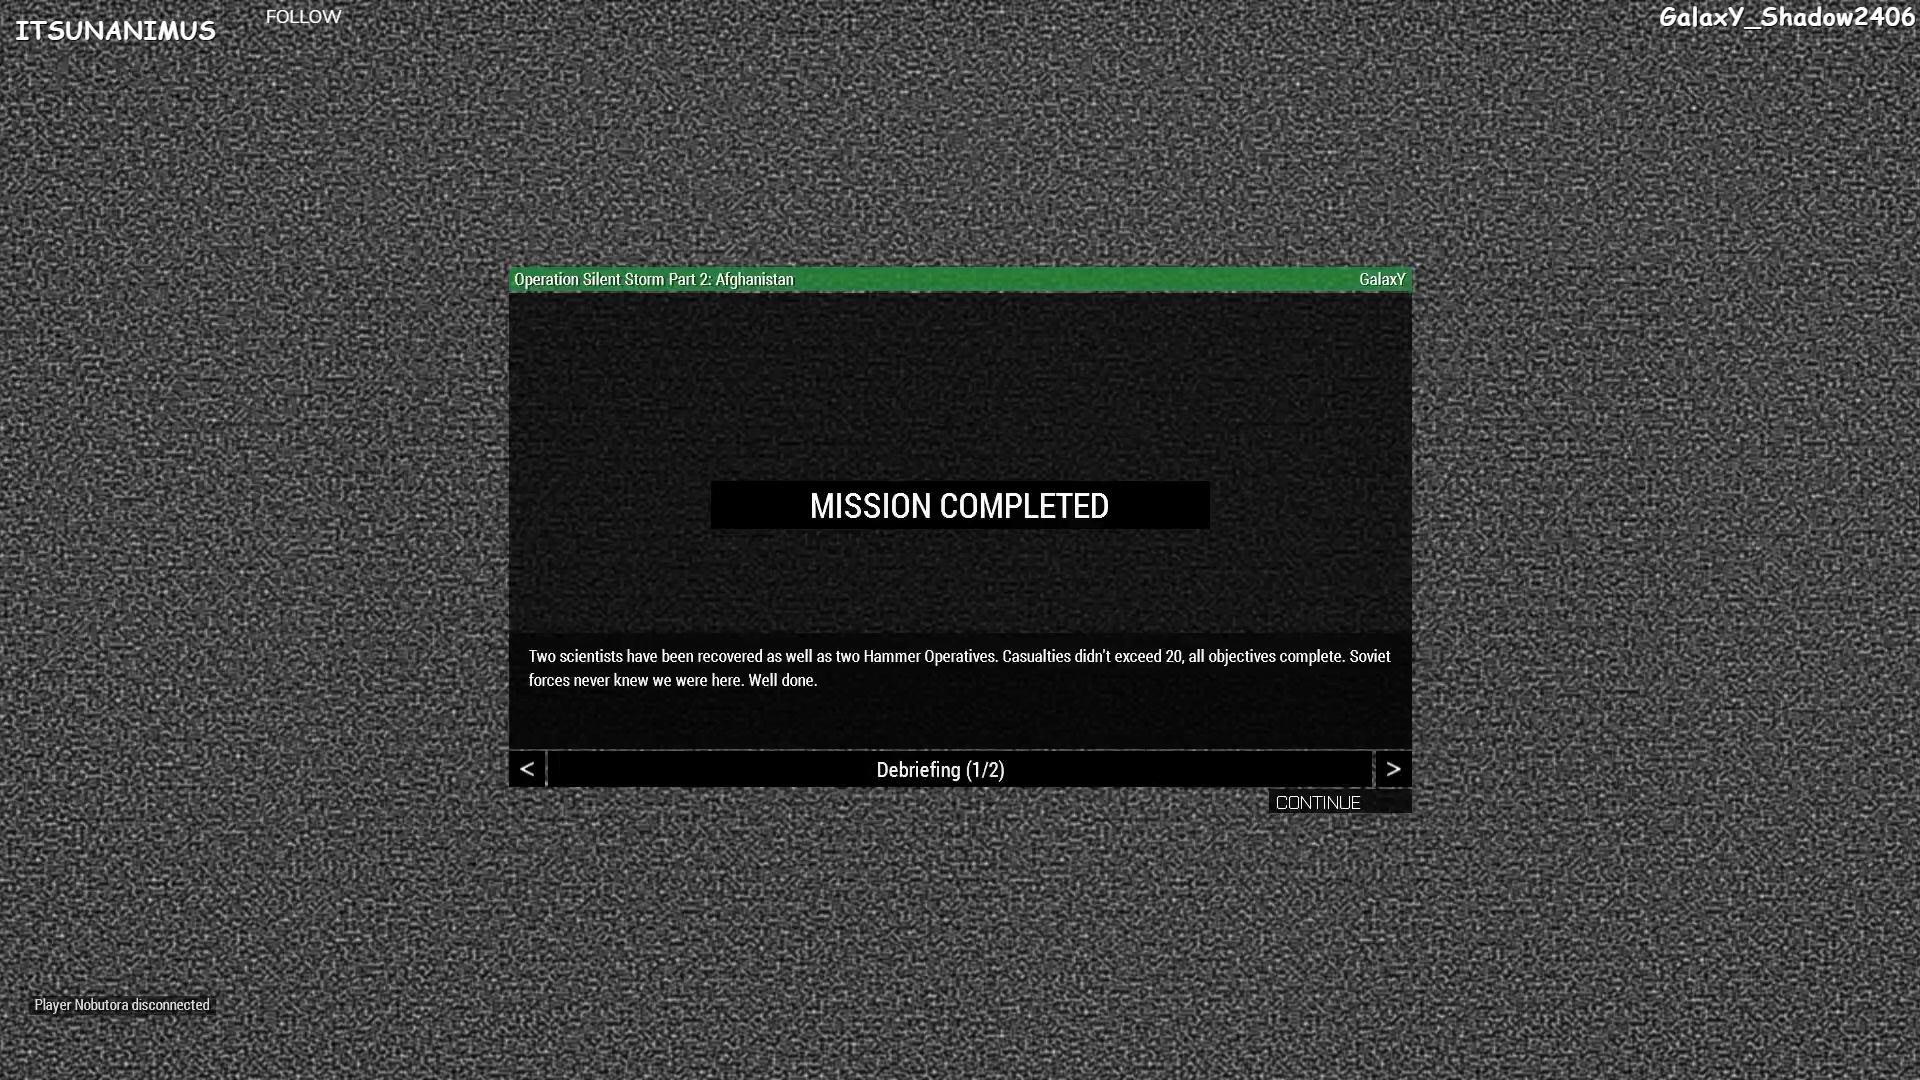 ITSUNANIMUS
FOLLOW
GalaxY_Shadow2406
Operation Silent Storm Part 2: Afghanistan
GalaxY
MISSION COMPLETED
Two scientists have been recovered as well as two Hammer Operatives. Casualties didn't exceed 20, all objectives complete. Soviet
forces never knew we were here. Well done.
<
Debriefing (1/2)
>
CONTINUE
Player Nobutora disconnected